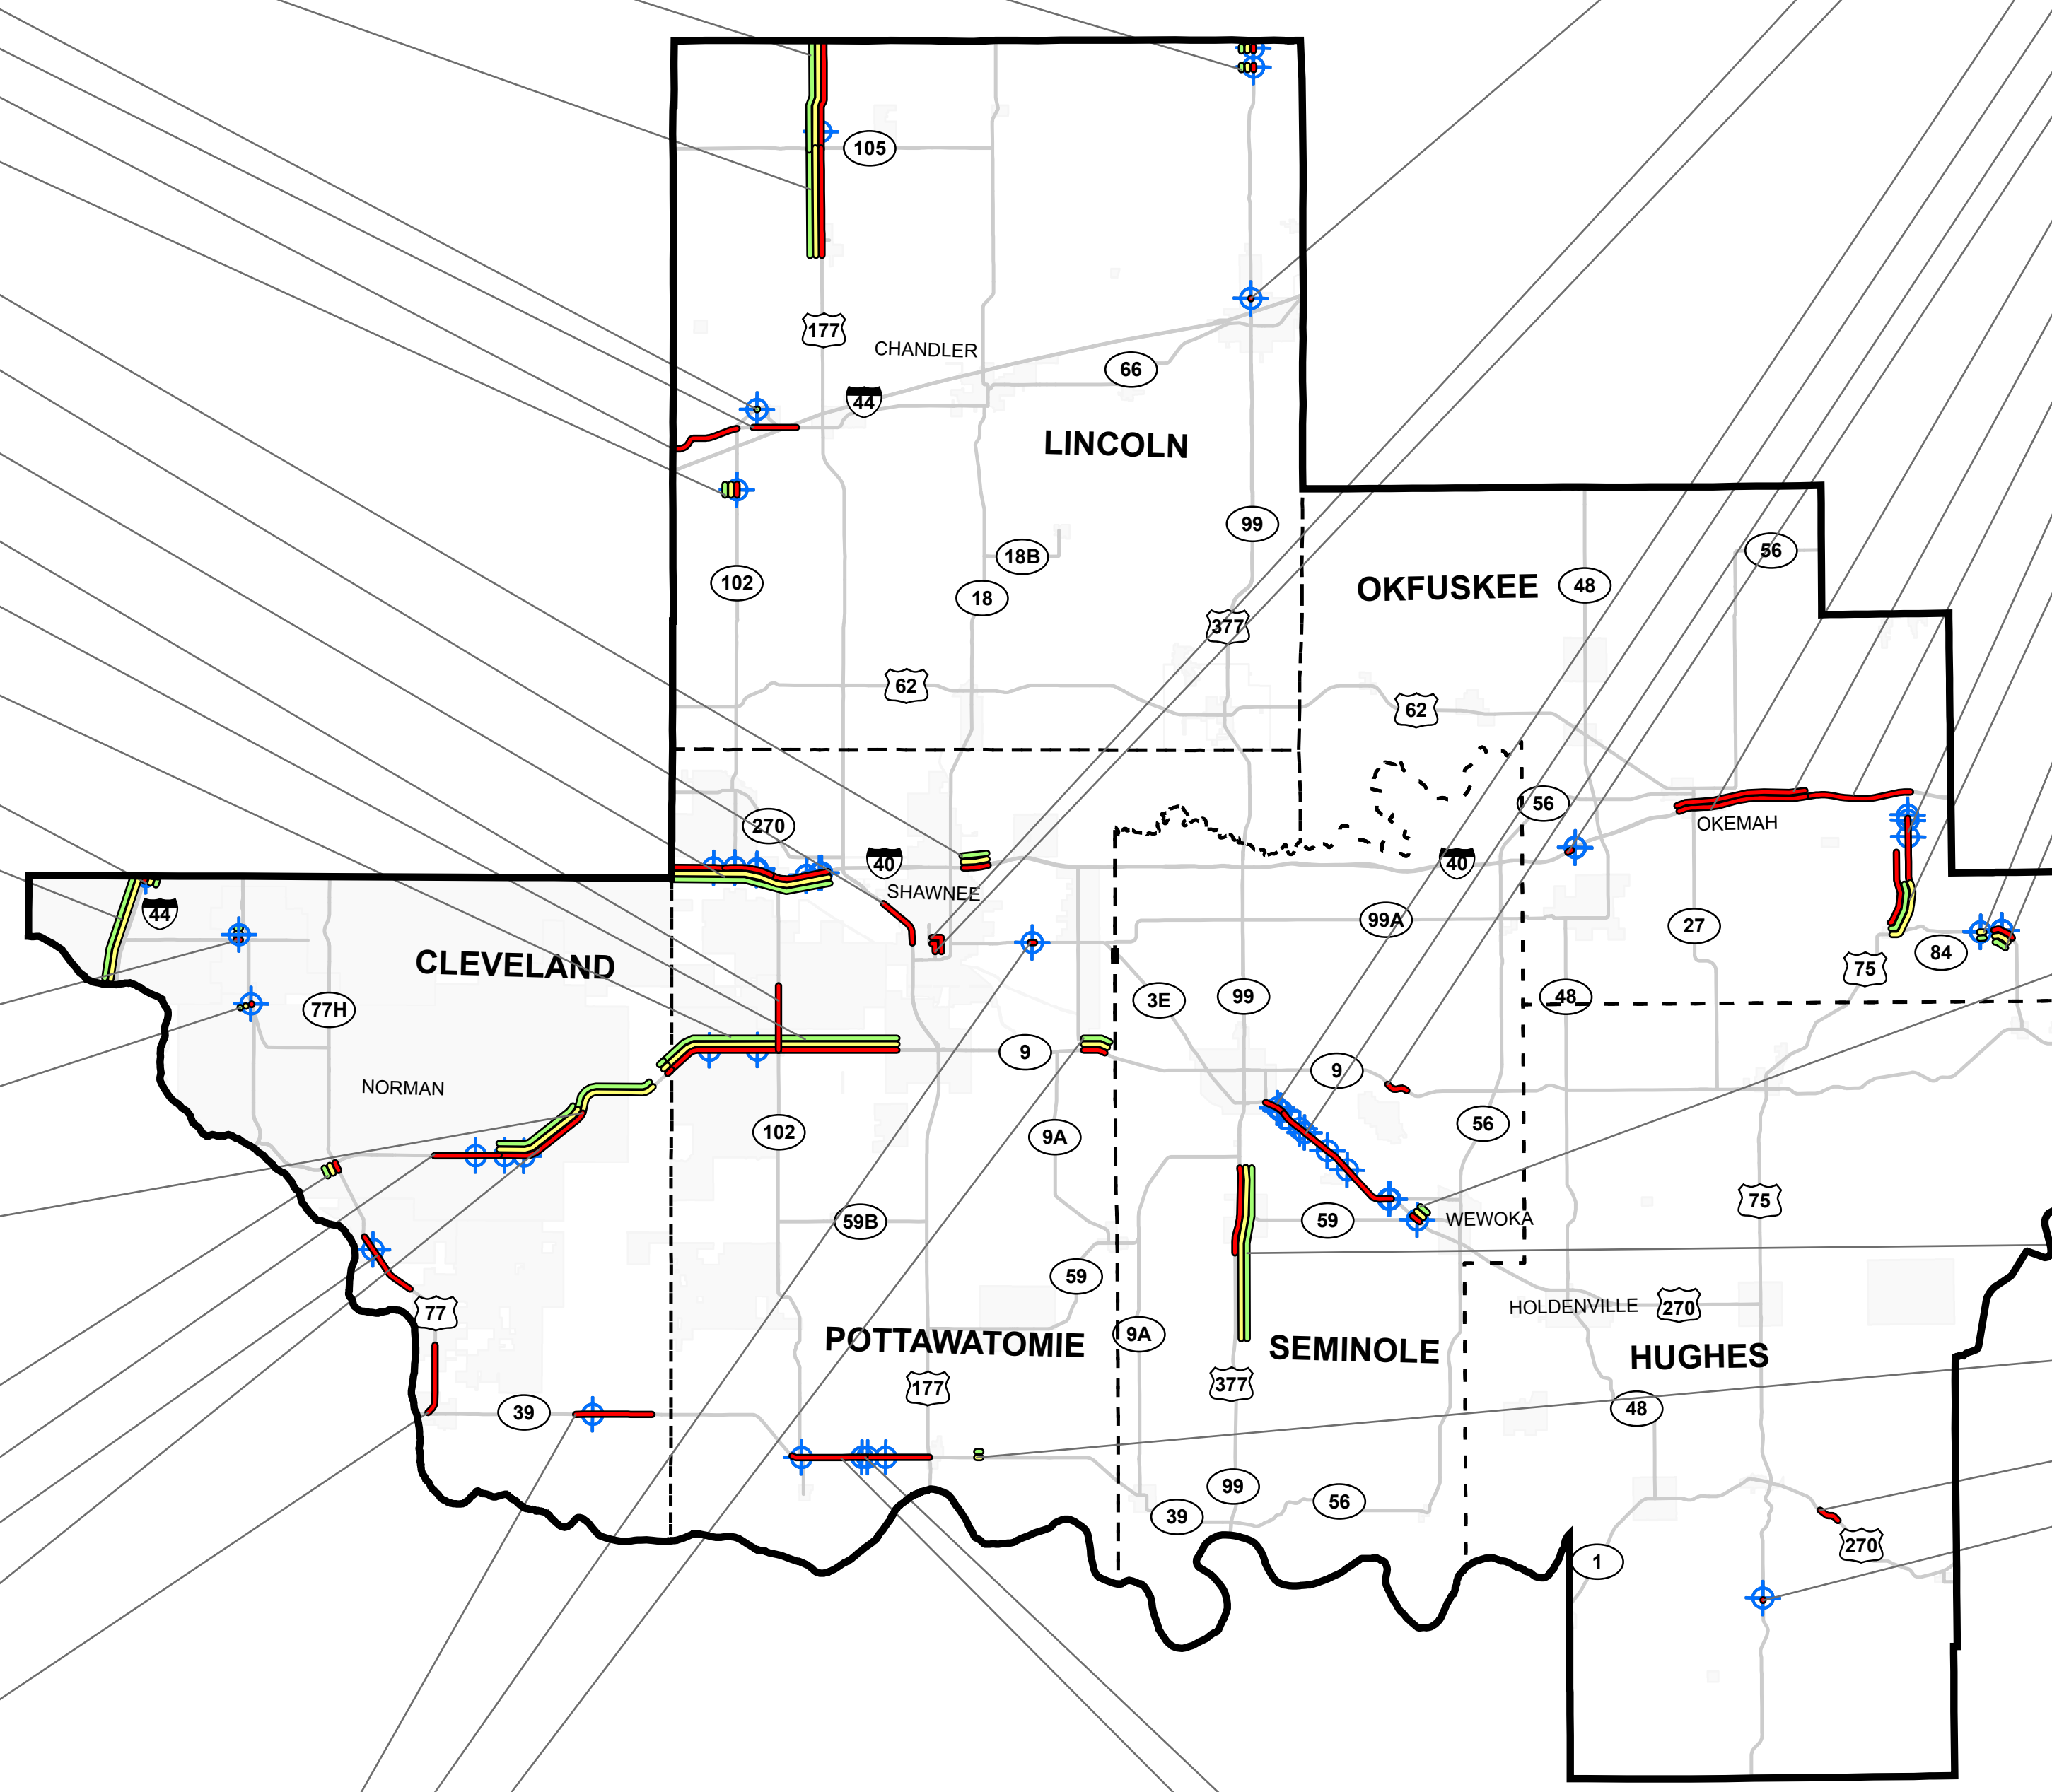 105
177
CHANDLER
66
44
LINCOLN
99
18B
56
102
OKFUSKEE
48
18
377
62
62
56
270
OKEMAH
40
40
SHAWNEE
44
99A
27
84
CLEVELAND
75
77H
3E
99
48
9
9
NORMAN
56
102
9A
75
59B
59
WEWOKA
59
HOLDENVILLE
270
77
POTTAWATOMIE
9A
SEMINOLE
HUGHES
177
377
48
39
99
56
39
270
1